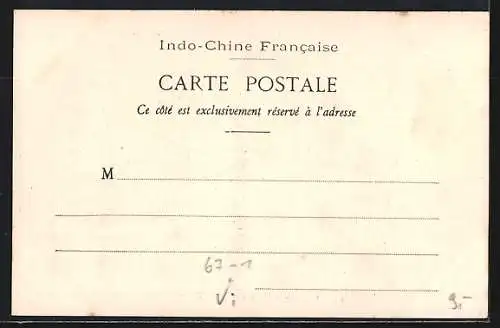 Indo-Chine Française
CARTE POSTALE
Ce côté est exclusivement réservé à l'adresse
M
67-1
Vi
9.-